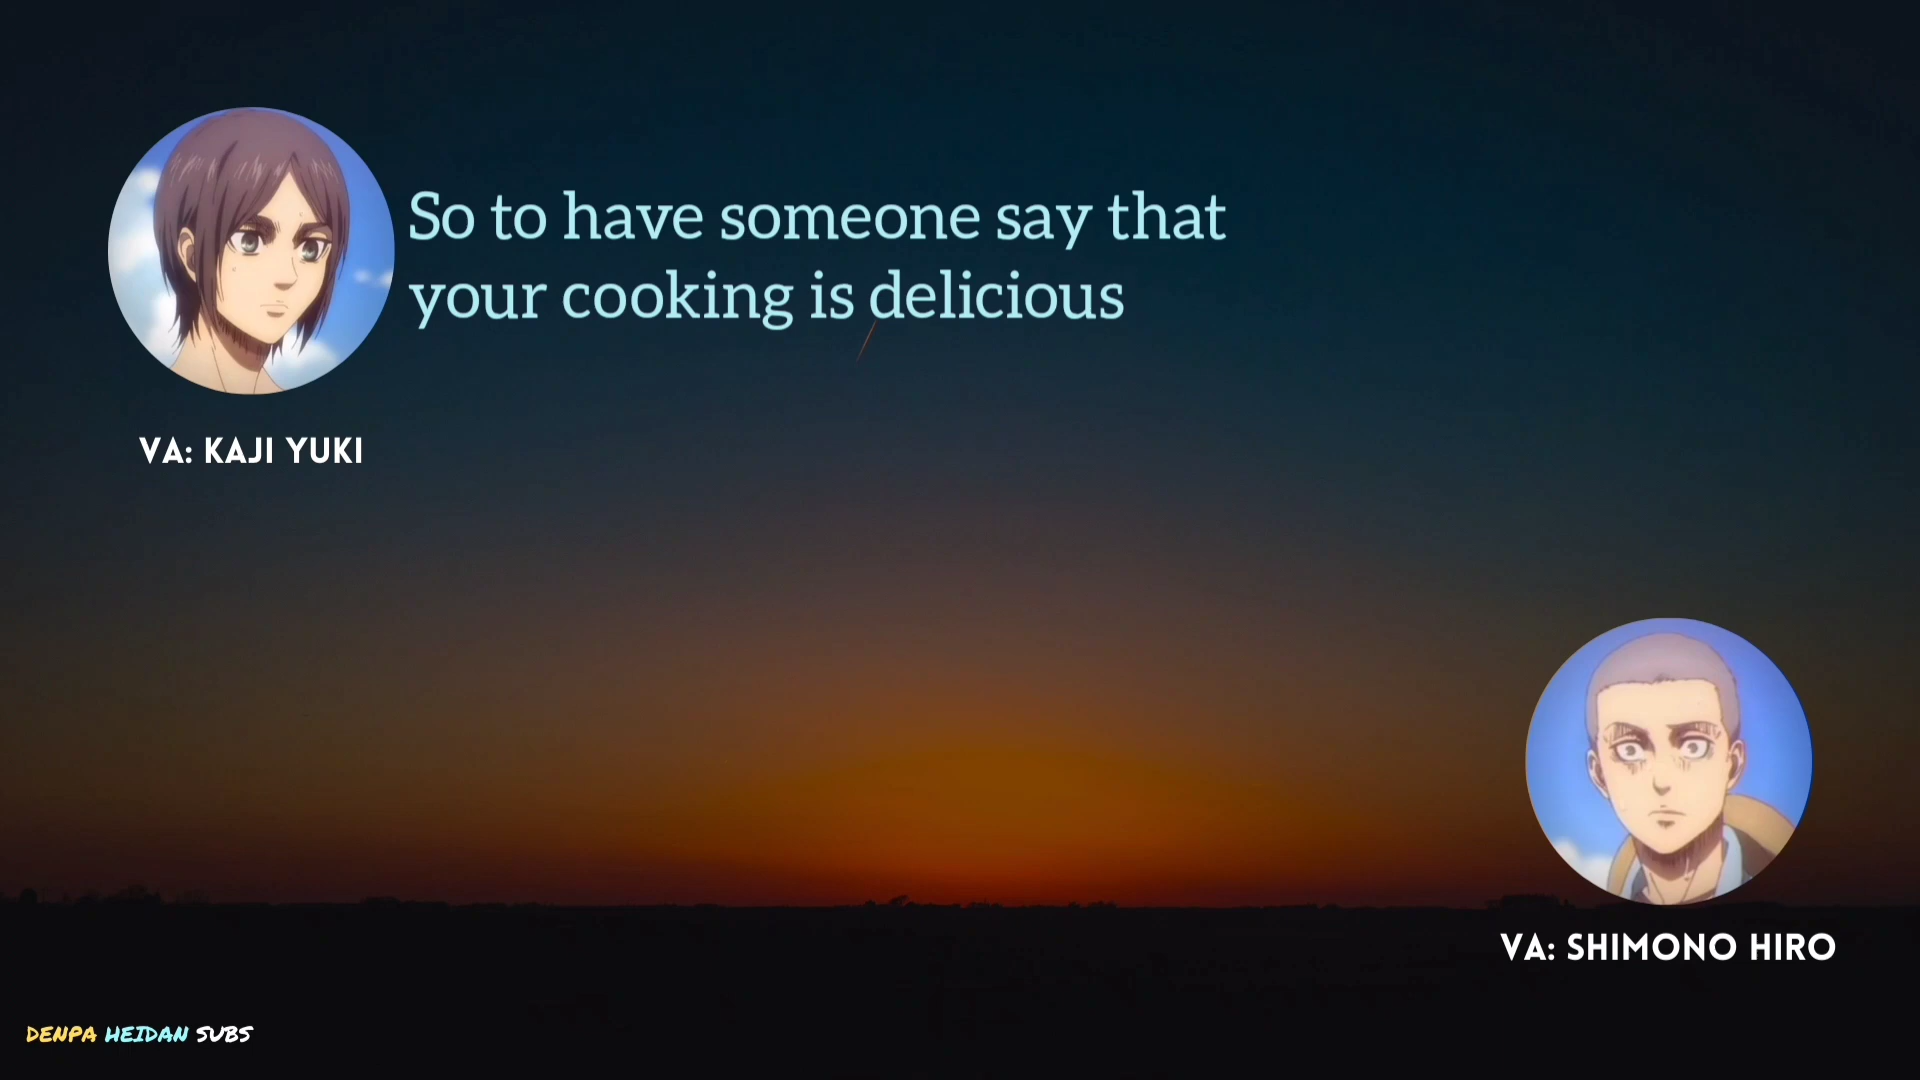 So to have someone say that
your cooking is delicious
VA: KAJI YUKI
VA: SHIMONO HIRO
DENPA HEIDAN SUBS